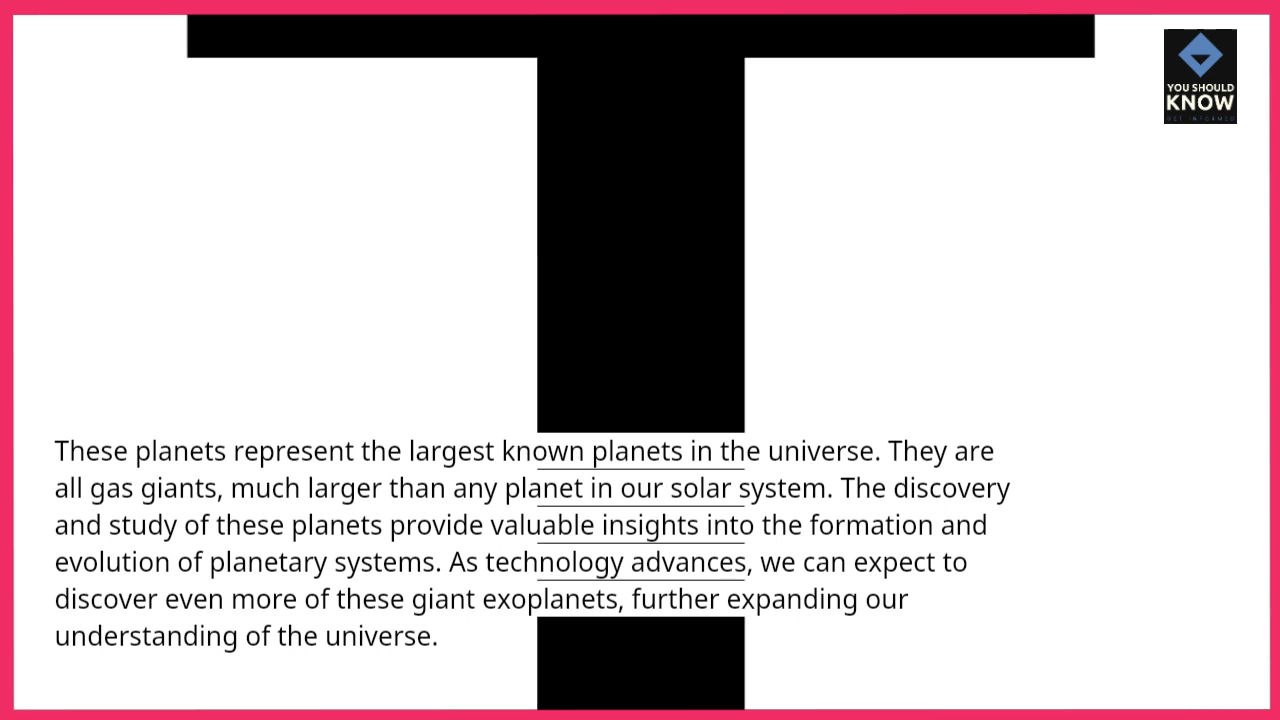 YOU SHOULD
KNOW
GET INFORMED
These planets represent the largest known planets in the universe. They are
all gas giants, much larger than any planet in our solar system. The discovery
and study of these planets provide valuable insights into the formation and
evolution of planetary systems. As technology advances, we can expect to
discover even more of these giant exoplanets, further expanding our
understanding of the universe.